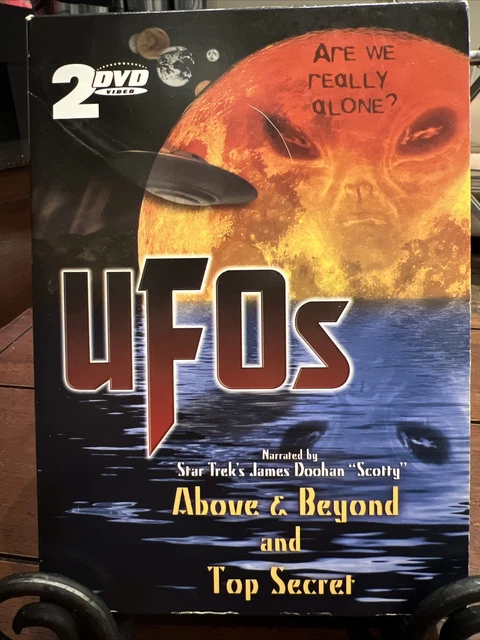 2 DVD
VIDEO
Are we
really
alone?
UFOs
Narrated by
Star Trek's James Doohan "Scotty"
Above & Beyond
and
Top Secret